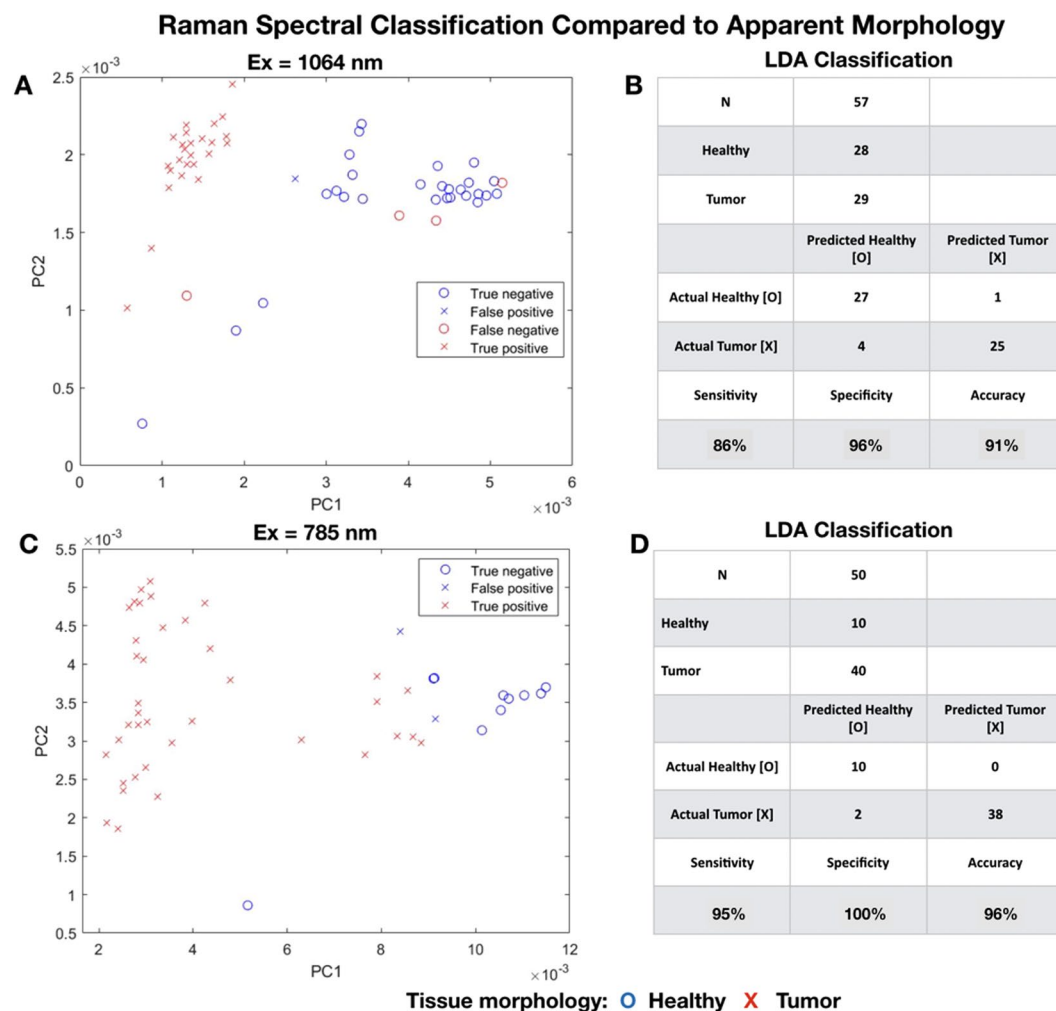 Raman Spectral Classification Compared to Apparent Morphology
A
×10⁻³
Ex = 1064 nm
2.5
2
1.5
1
0.5
0
PC2
0 1 2 3 4 5 6
PC1
×10⁻³
True negative
False positive
False negative
True positive
B
LDA Classification
N 57
Healthy 28
Tumor 29
Predicted Healthy [O] Predicted Tumor [X]
Actual Healthy [O] 27 1
Actual Tumor [X] 4 25
Sensitivity Specificity Accuracy
86% 96% 91%
C
×10⁻³
Ex = 785 nm
5.5
5
4.5
4
3.5
3
2.5
2
1.5
1
0.5
PC2
2 4 6 8 10 12
PC1
×10⁻³
True negative
False positive
True positive
D
LDA Classification
N 50
Healthy 10
Tumor 40
Predicted Healthy [O] Predicted Tumor [X]
Actual Healthy [O] 10 0
Actual Tumor [X] 2 38
Sensitivity Specificity Accuracy
95% 100% 96%
Tissue morphology: O Healthy X Tumor